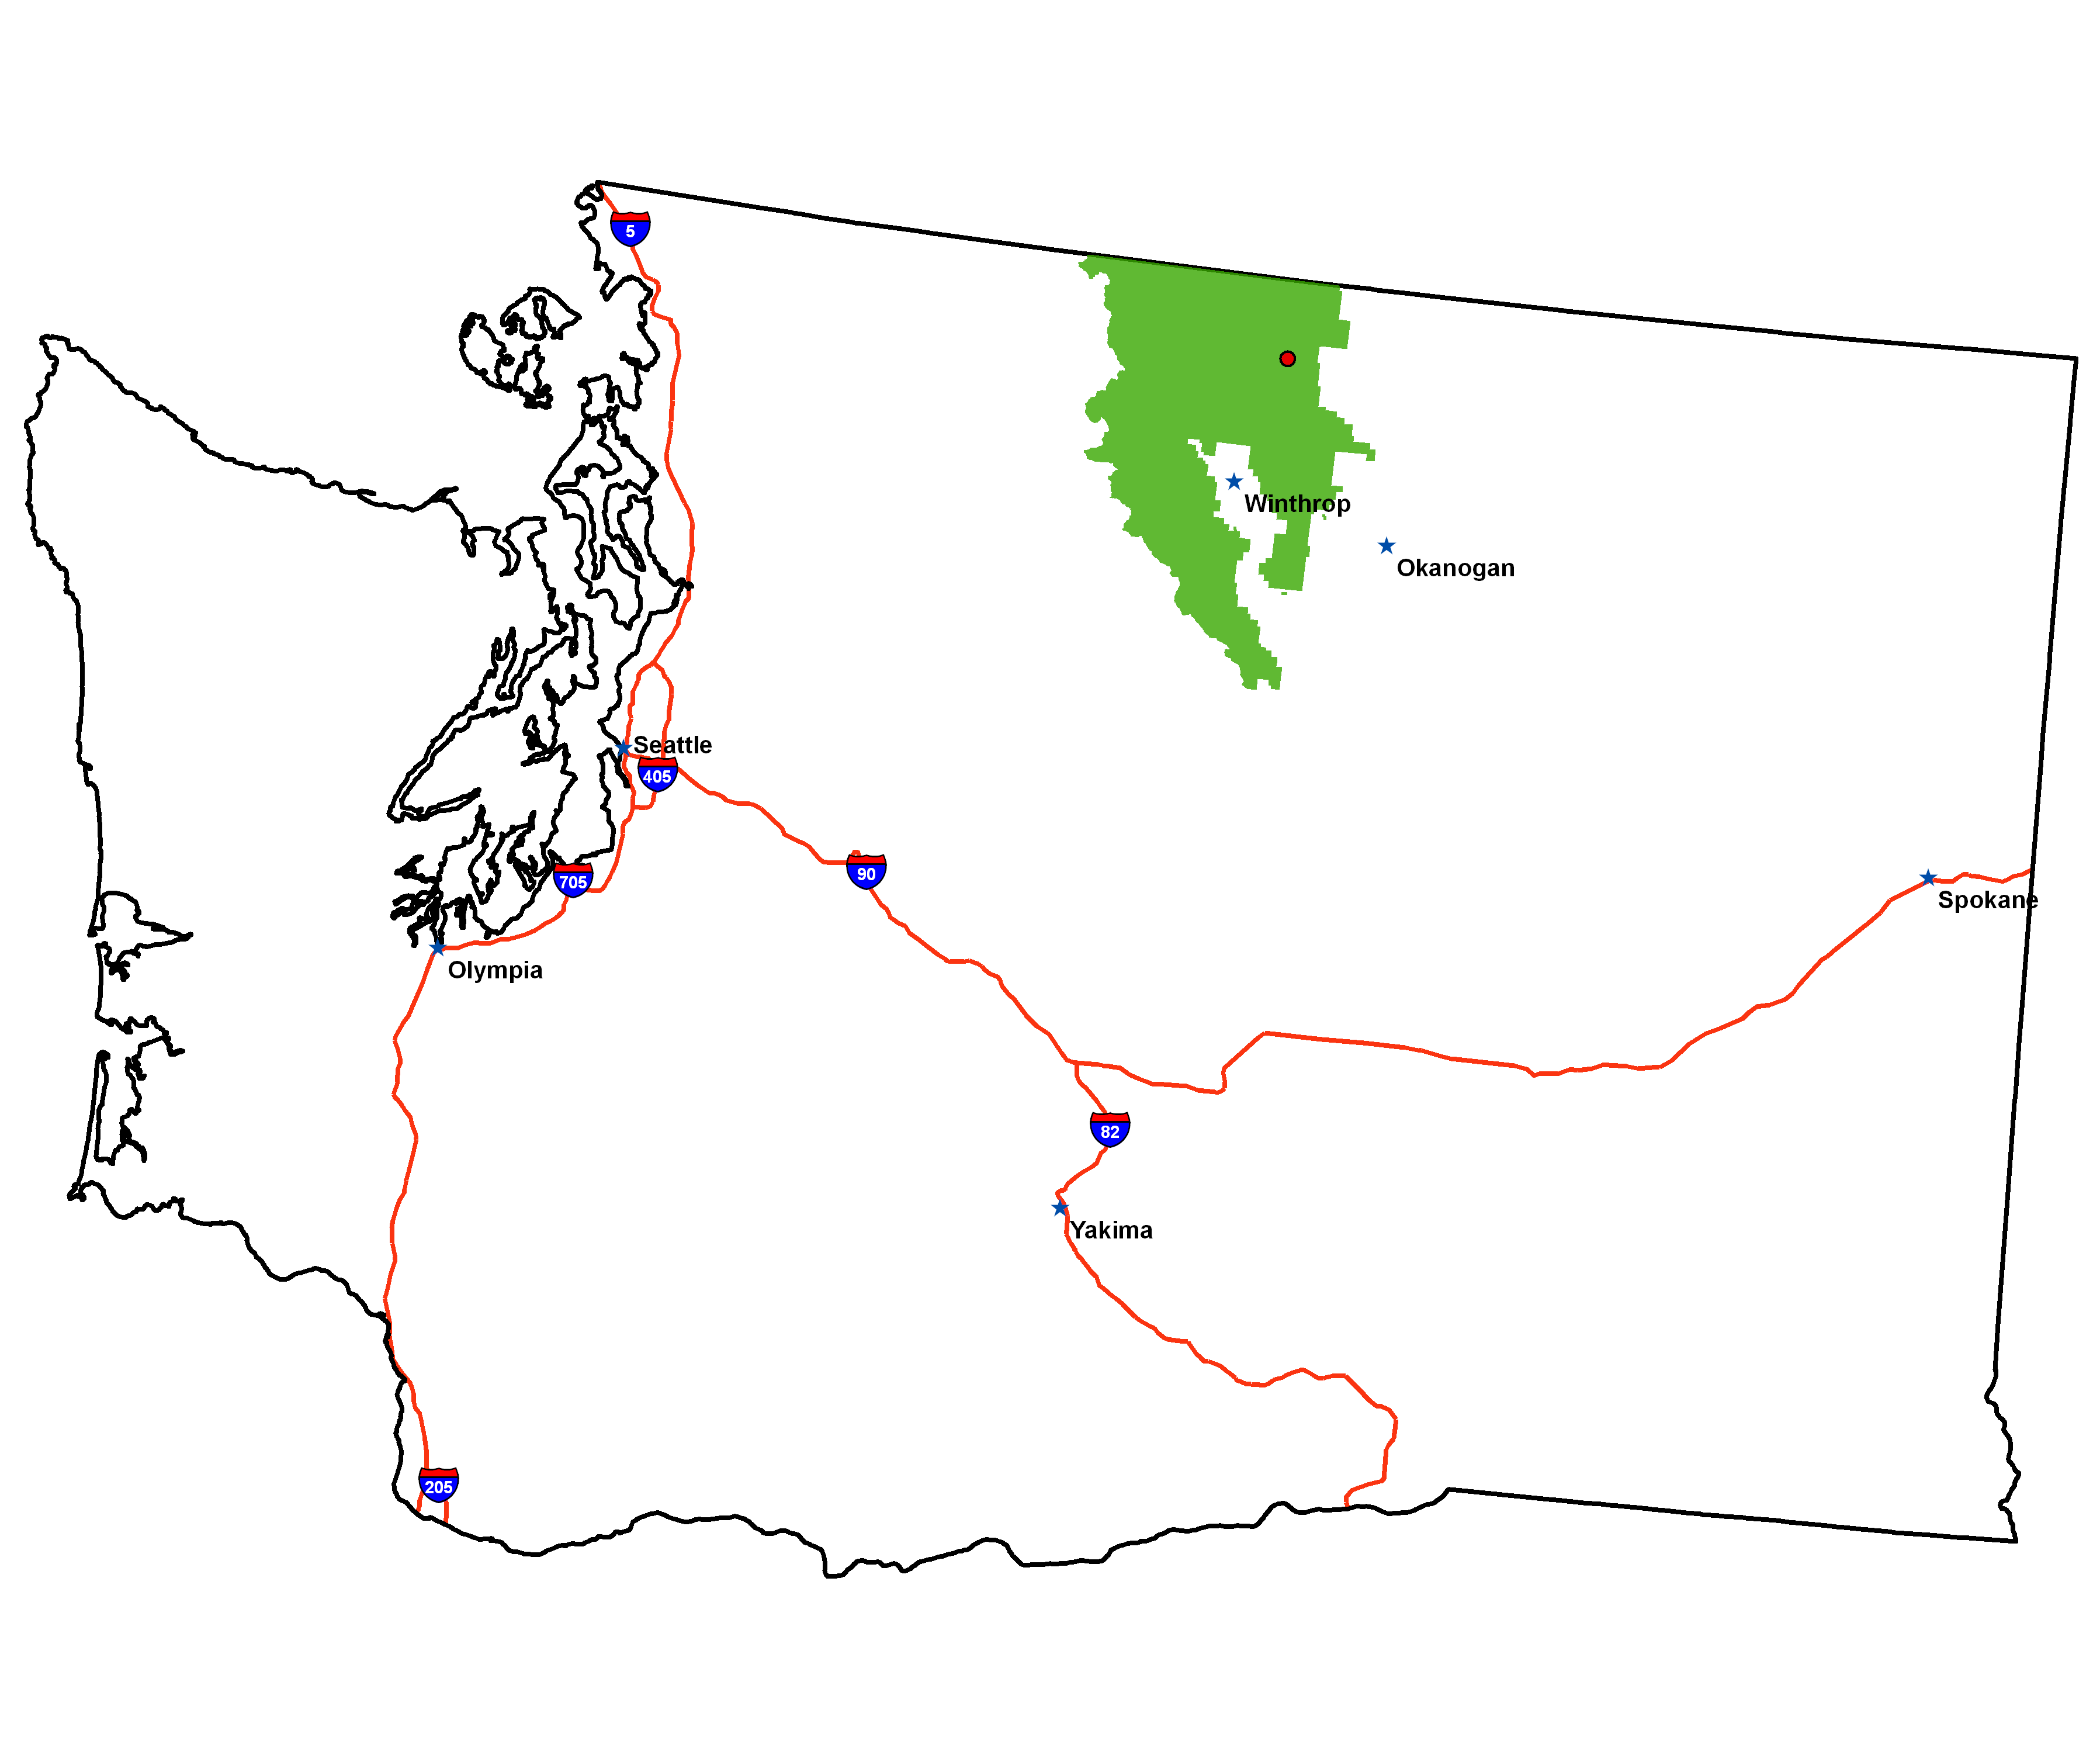 5
Winthrop
Okanogan
Seattle
405
90
705
Spokane
Olympia
82
Yakima
205